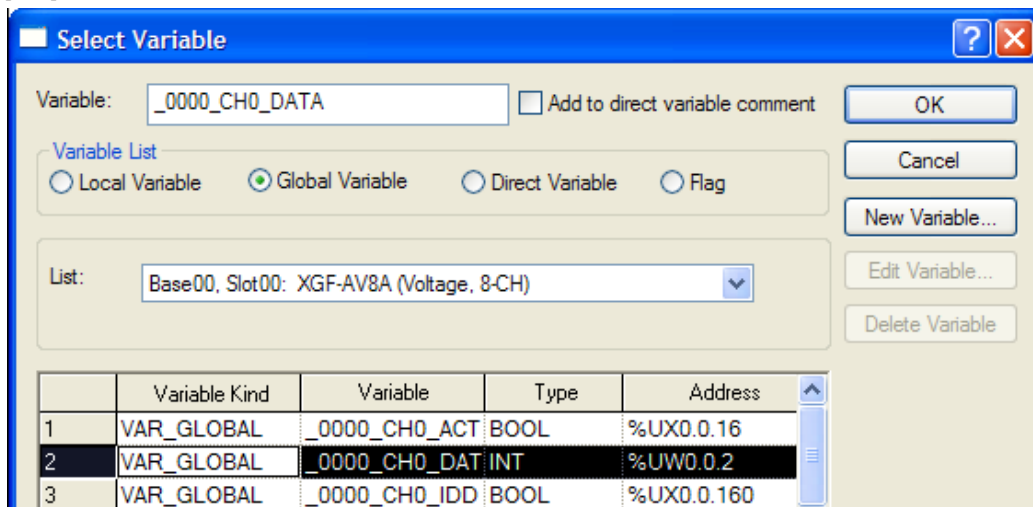 Select Variable
Variable: _0000_CH0_DATA Add to direct variable comment OK
Variable List Cancel
Local Variable Global Variable Direct Variable Flag
New Variable...
List: Base00, Slot00: XGF-AV8A (Voltage, 8-CH) Edit Variable...
Delete Variable
Variable Kind Variable Type Address
1 VAR_GLOBAL _0000_CH0_ACT BOOL %UX0.0.16
2 VAR_GLOBAL _0000_CH0_DAT INT %UW0.0.2
3 VAR_GLOBAL _0000_CH0_IDD BOOL %UX0.0.160